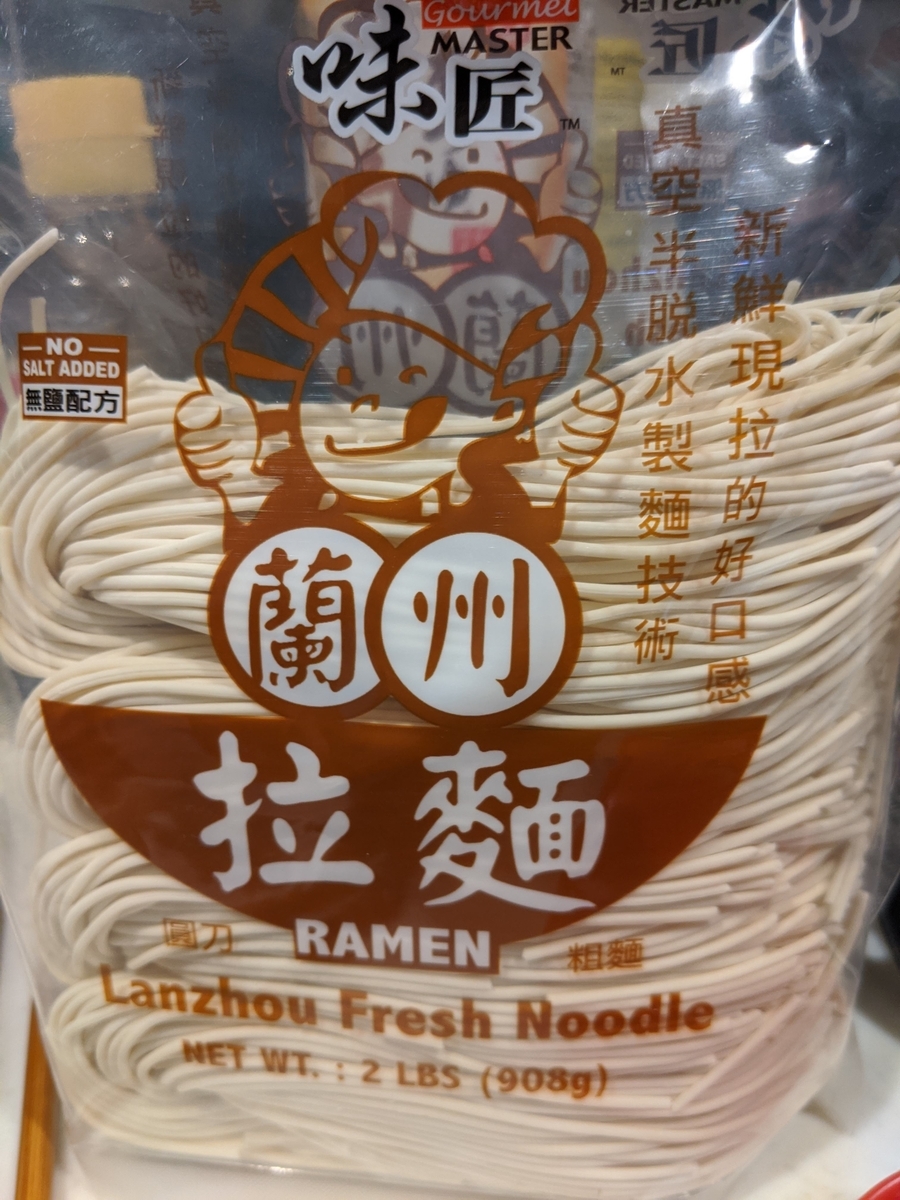 Gourmet
MASTER
味匠
TM
真空半脱水製麵技術
新鮮現拉的好口感
NO
SALT ADDED
無鹽配方
蘭州
拉麵
RAMEN
圓刀
粗麵
Lanzhou Fresh Noodle
NET WT. : 2 LBS (908g)